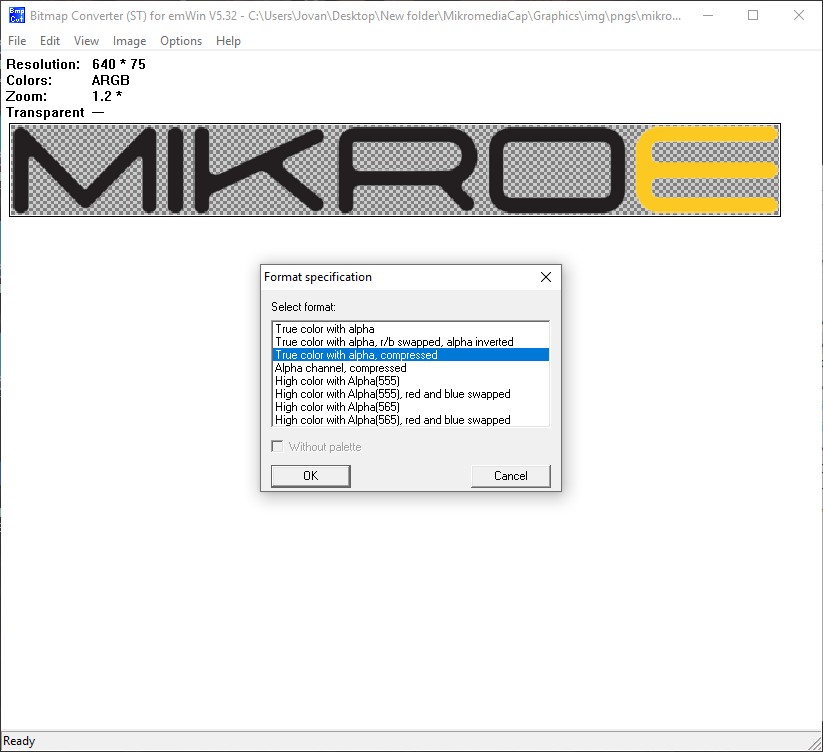 Bmp Cvt Bitmap Converter (ST) for emWin V5.32 - C:\Users\Jovan\Desktop\New folder\MikromediaCap\Graphics\img\pngs\mikro...
File Edit View Image Options Help
Resolution: 640 * 75
Colors: ARGB
Zoom: 1.2 *
Transparent —
MIKROE
Format specification
Select format:
True color with alpha
True color with alpha, r/b swapped, alpha inverted
True color with alpha, compressed
Alpha channel, compressed
High color with Alpha(555)
High color with Alpha(555), red and blue swapped
High color with Alpha(565)
High color with Alpha(565), red and blue swapped
Without palette
OK Cancel
Ready